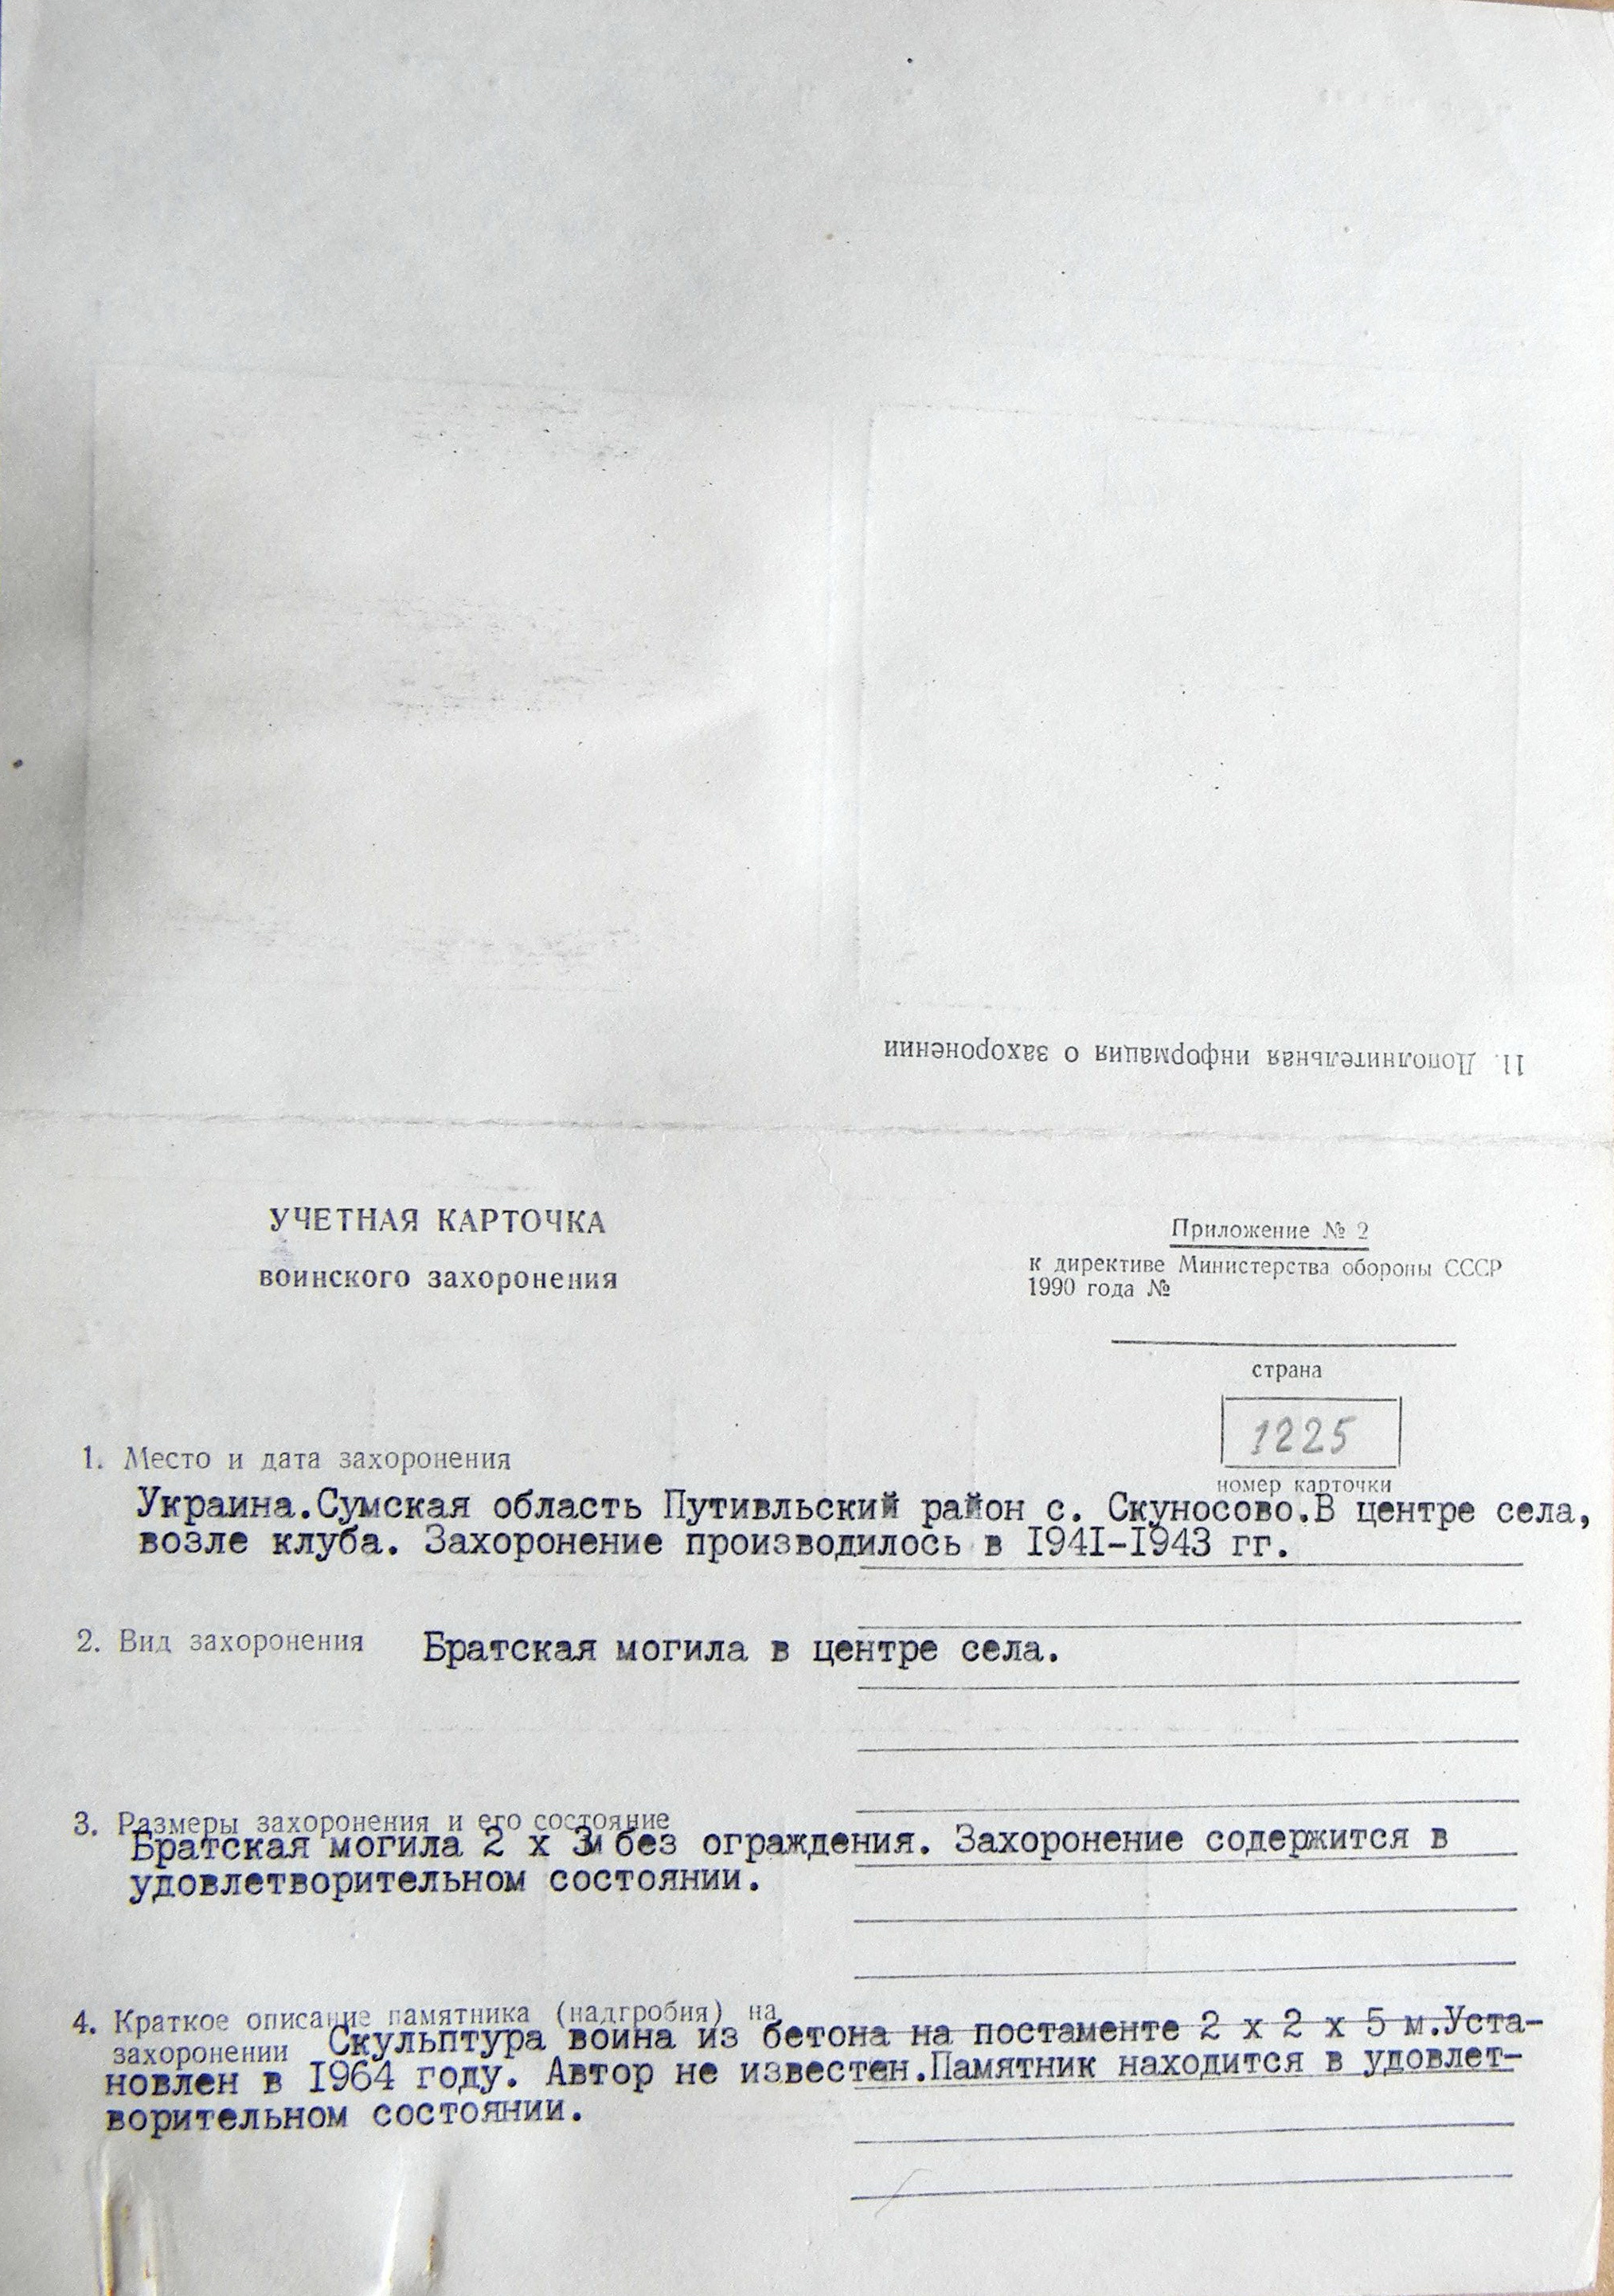 11. Дополнительная информация о захоронении
УЧЕТНАЯ КАРТОЧКА
воинского захоронения
Приложение № 2
к директиве Министерства обороны СССР
1990 года №
страна
1225
номер карточки
1. Место и дата захоронения
Украина.Сумская область Путивльский район с. Скуносово.В центре села,
возле клуба. Захоронение производилось в I94I-I943 гг.
2. Вид захоронения Братская могила в центре села.
3. Размеры захоронения и его состояние
Братская могила 2 х 3м без ограждения. Захоронение содержится в
удовлетворительном состоянии.
4. Краткое описание памятника (надгробия) на
захоронении Скульптура воина из бетона на постаменте 2 х 2 х 5 м.Уста-
новлен в I964 году. Автор не известен.Памятник находится в удовлет-
ворительном состоянии.